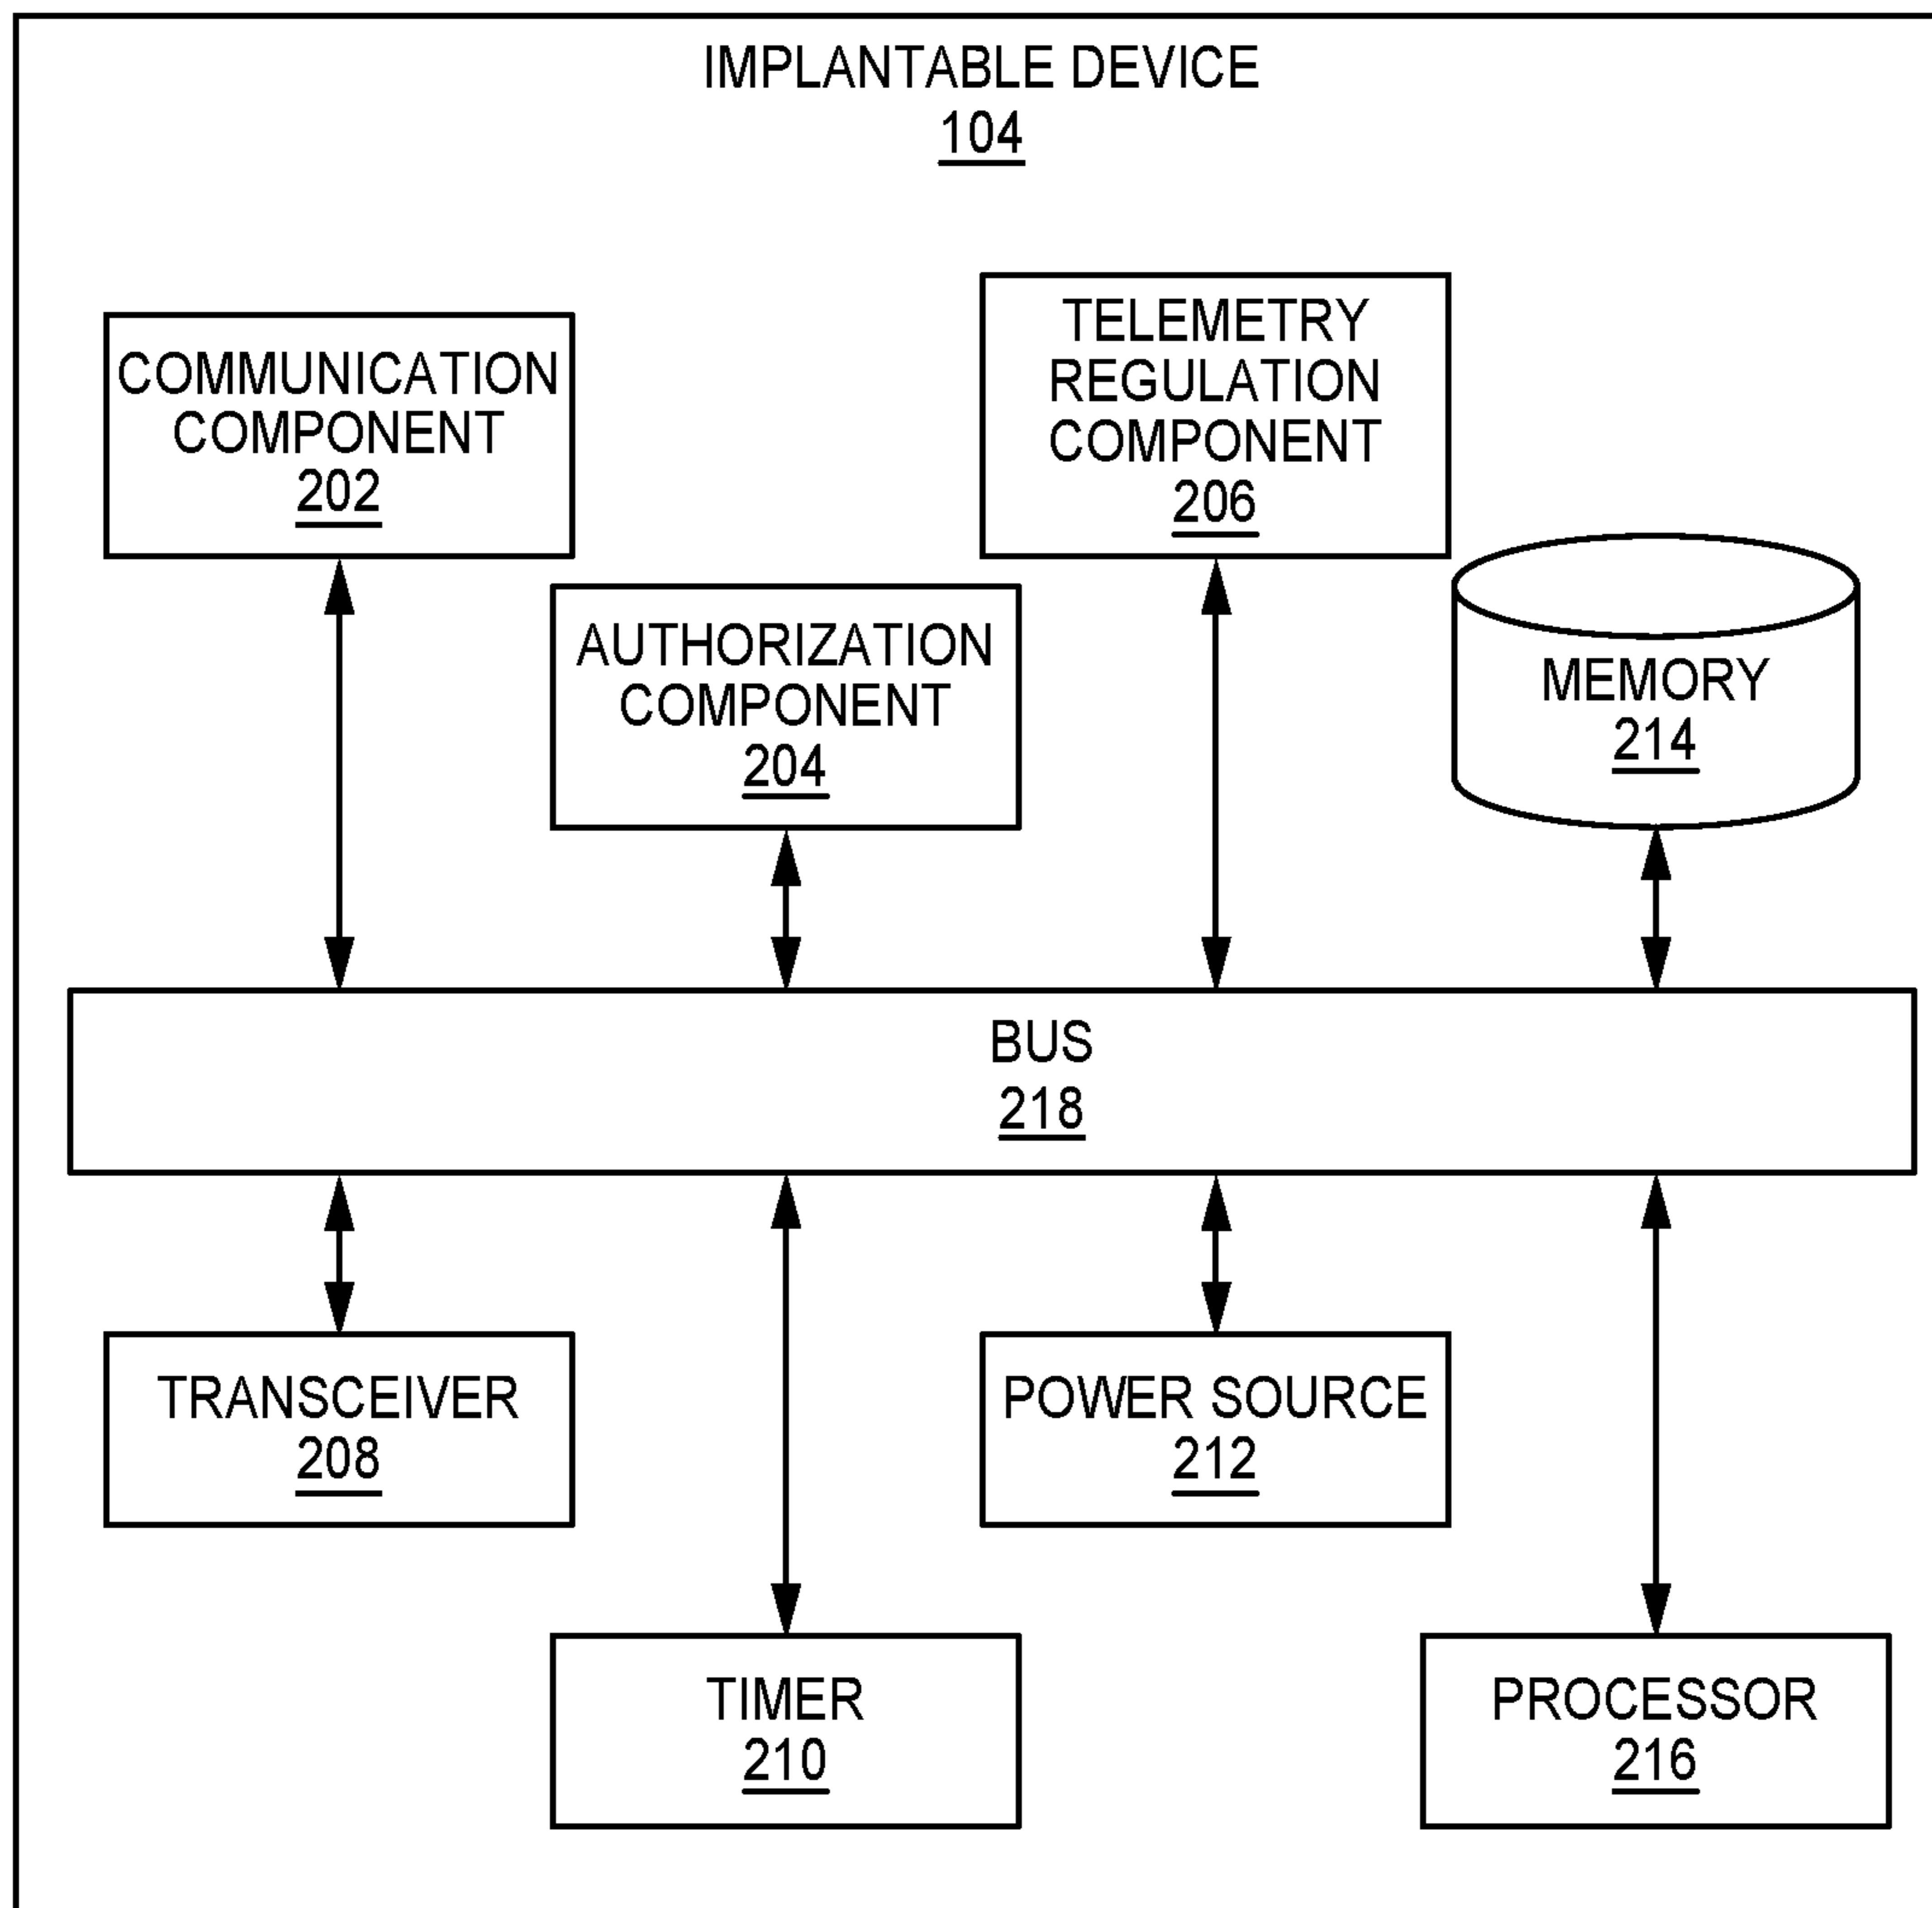 IMPLANTABLE DEVICE
104
COMMUNICATION
COMPONENT
202
TELEMETRY
REGULATION
COMPONENT
206
AUTHORIZATION
COMPONENT
204
MEMORY
214
BUS
218
TRANSCEIVER
208
POWER SOURCE
212
TIMER
210
PROCESSOR
216